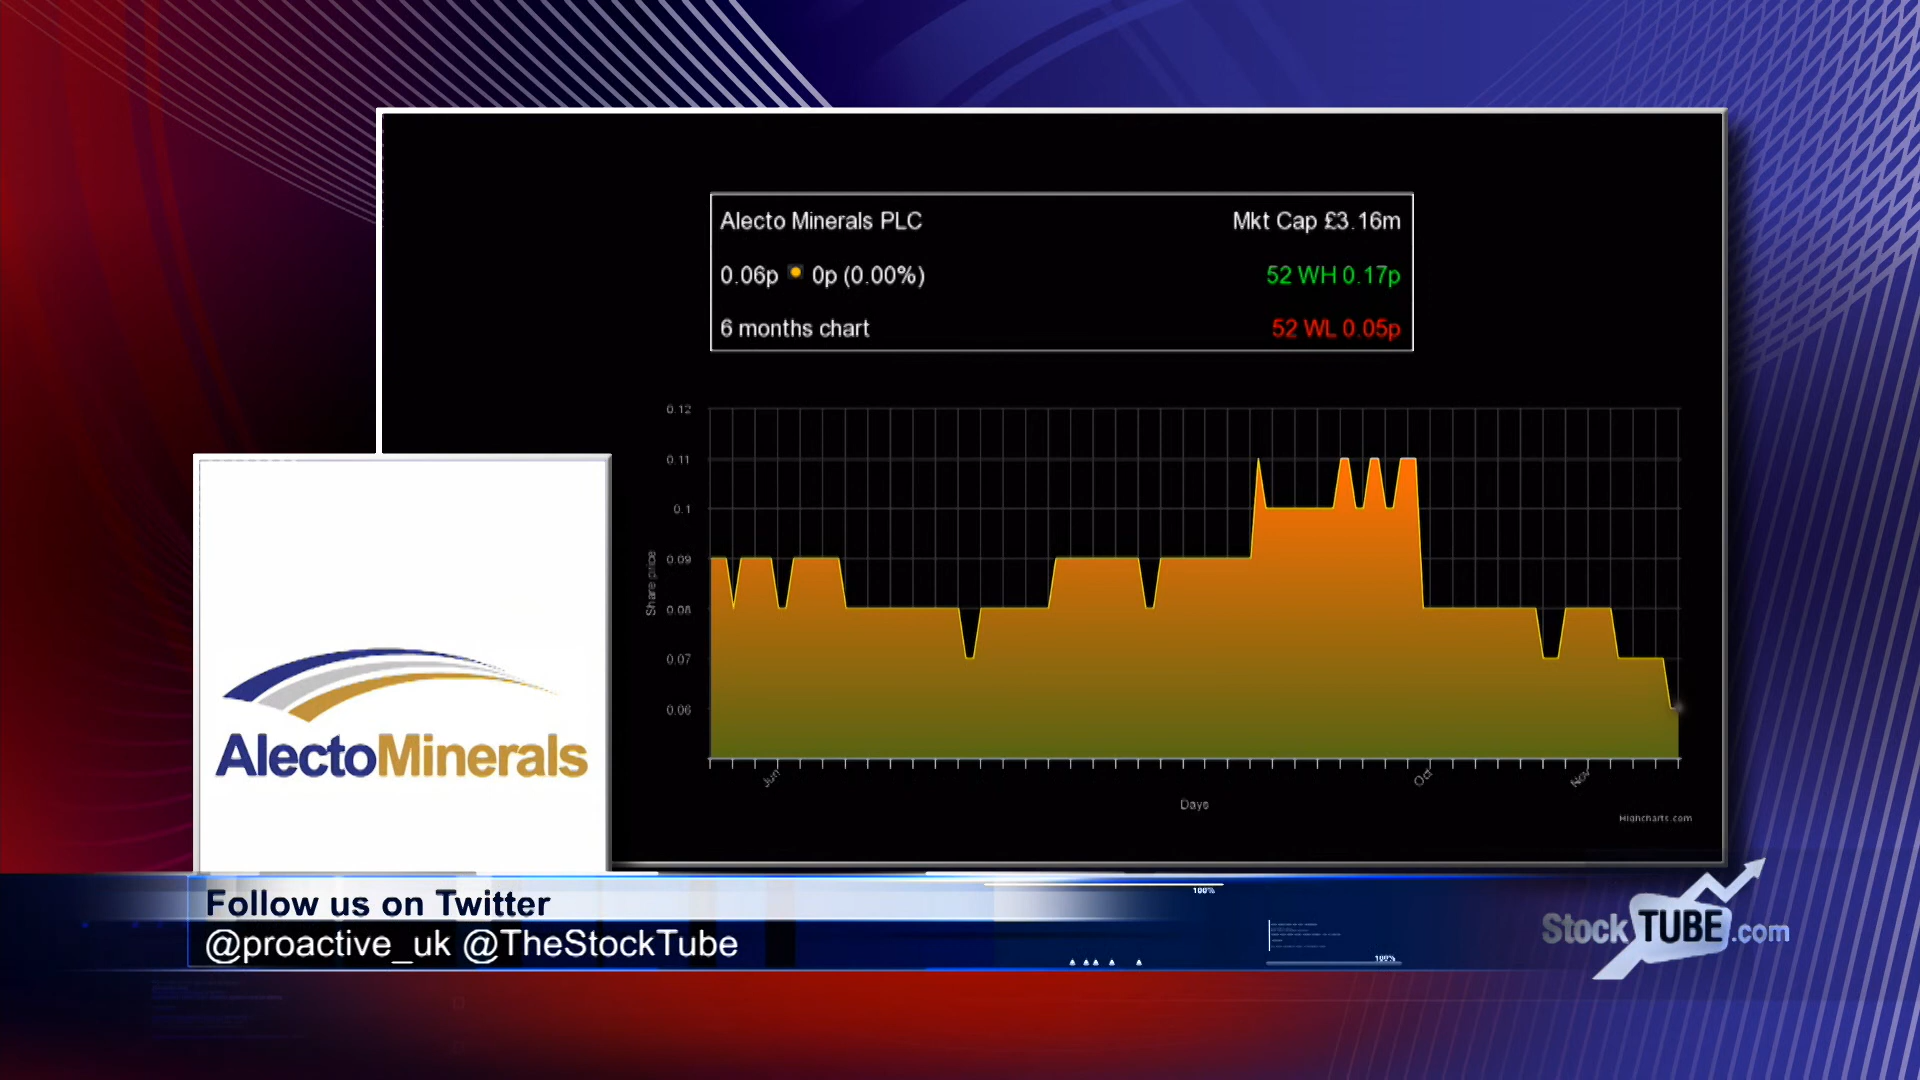 Alecto Minerals PLC
Mkt Cap £3.16m
0.06p 0p (0.00%)
52 WH 0.17p
6 months chart
52 WL 0.05p
0.12
0.11
0.1
0.09
0.08
0.07
0.06
Share price
Jun
Oct
Nov
Days
Highcharts.com
AlectoMinerals
Follow us on Twitter
@proactive_uk @TheStockTube
100%
100%
StockTUBE.com